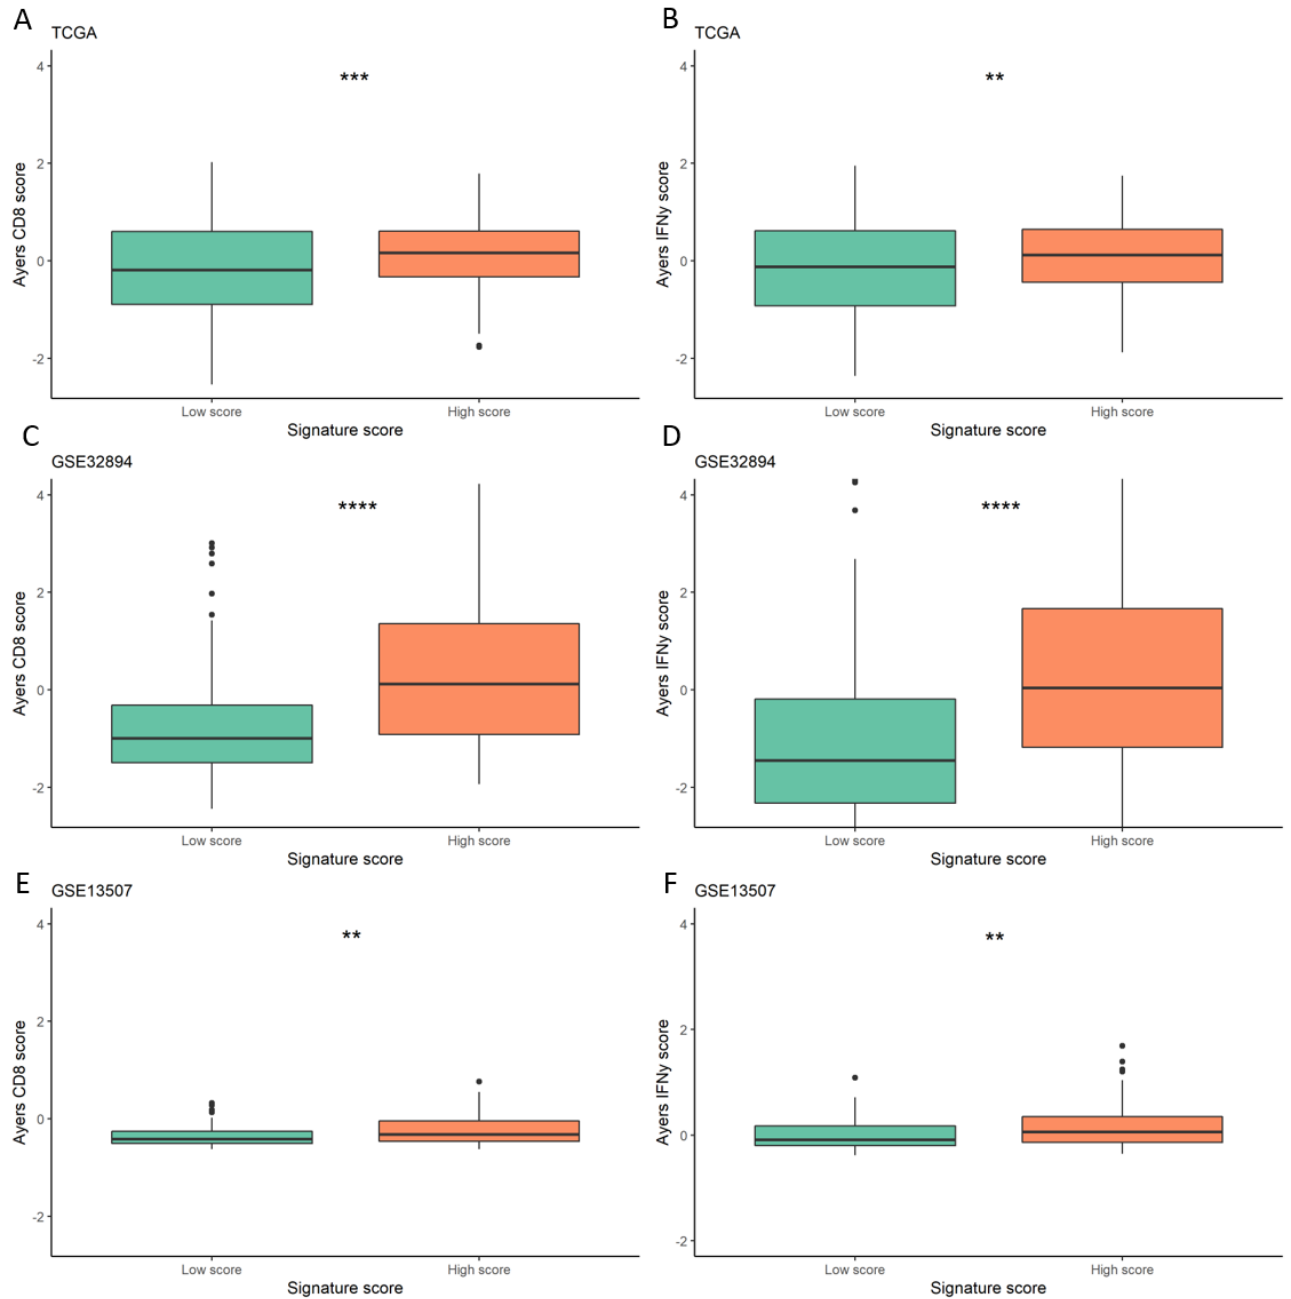 A
TCGA
***
Ayers CD8 score
4
2
0
-2
Low score
High score
Signature score
B
TCGA
**
Ayers IFNy score
4
2
0
-2
Low score
High score
Signature score
C
GSE32894
****
Ayers CD8 score
4
2
0
-2
Low score
High score
Signature score
D
GSE32894
****
Ayers IFNy score
4
2
0
-2
Low score
High score
Signature score
E
GSE13507
**
Ayers CD8 score
4
2
0
-2
Low score
High score
Signature score
F
GSE13507
**
Ayers IFNy score
4
2
0
-2
Low score
High score
Signature score